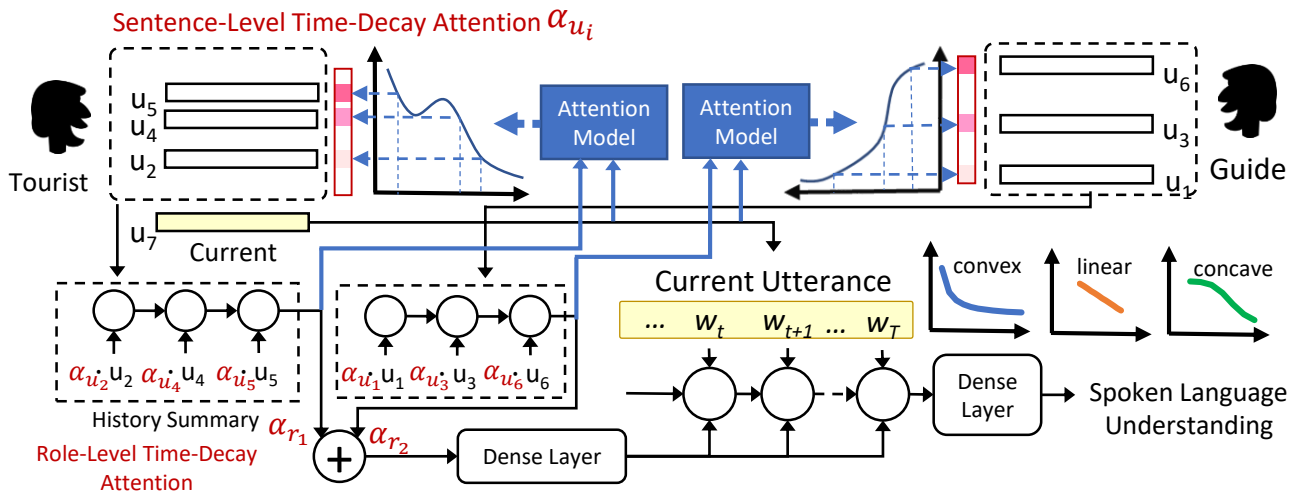 Sentence-Level Time-Decay Attention α_{u_i}
u5
u4
u2
Tourist
Attention
Model
Attention
Model
u6
u3
u1
Guide
u7
Current
convex
linear
concave
Current Utterance
... w_t w_{t+1} ... w_T
α_{u_2}· u2 α_{u_4}· u4 α_{u_5}· u5
α_{u_1}· u1 α_{u_3}· u3 α_{u_6}· u6
History Summary
α_{r_1}
α_{r_2}
+
Role-Level Time-Decay
Attention
Dense Layer
Dense
Layer
Spoken Language
Understanding